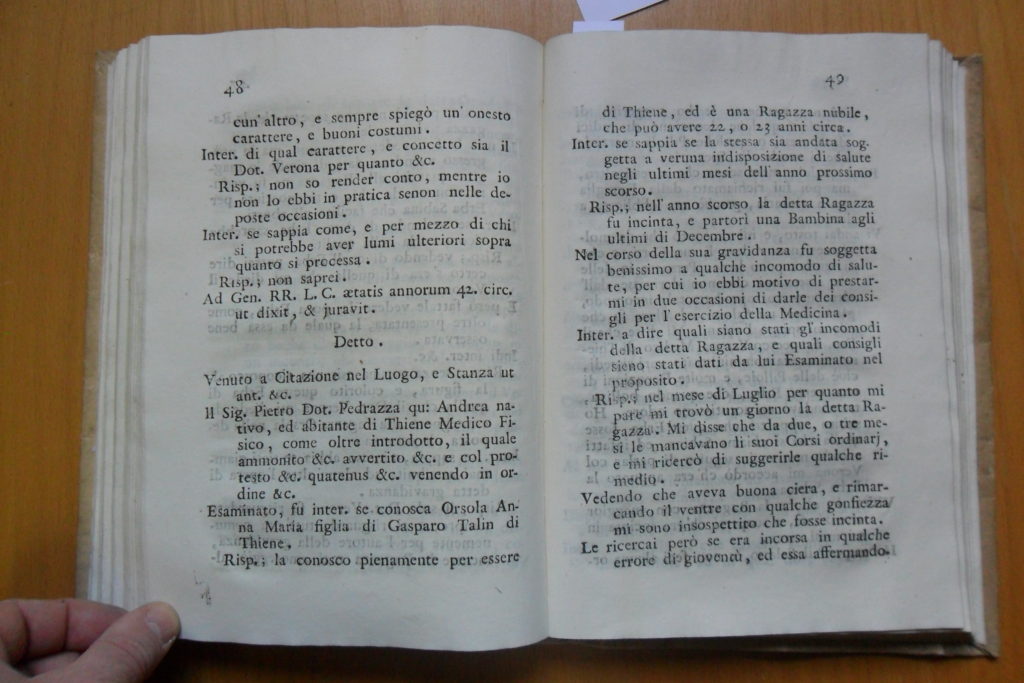 48
cun'altro, e sempre spiegò un'onesto
carattere, e buoni costumi.
Inter. di qual carattere, e concetto sia il
Dot. Verona per quanto &c.
Risp.; non so render conto, mentre io
non lo ebbi in pratica senon nelle de-
poste occasioni.
Inter. se sappia come, e per mezzo di chi
si potrebbe aver lumi ulteriori sopra
quanto si processa.
Risp.; non saprei.
Ad Gen. RR. L. C. ætatis annorum 42. circ.
ut dixit, & juravit.
Detto.
Venuto a Citazione nel Luogo, e Stanza ut
ant. &c.
Il Sig. Pietro Dot. Pedrazza qu: Andrea na-
tivo, ed abitante di Thiene Medico Fi-
sico, come oltre introdotto, il quale
ammonito &c. avvertito &c. e col pro-
testo &c. quatenus &c. venendo in or-
dine &c.
Esaminato, fu inter. se conosca Orsola An-
na Maria figlia di Gasparo Talin di
Thiene.
Risp.; la conosco pienamente per essere
49
di Thiene, ed è una Ragazza nubile,
che può avere 22, o 23 anni circa.
Inter. se sappia se la stessa sia andata sog-
getta a veruna indisposizione di salute
negli ultimi mesi dell'anno prossimo
scorso.
Risp.; nell'anno scorso la detta Ragazza
fu incinta, e partorì una Bambina agli
ultimi di Decembre.
Nel corso della sua gravidanza fu soggetta
benissimo a qualche incomodo di salu-
te, per cui io ebbi motivo di prestar-
mi in due occasioni di darle dei consi-
gli per l'esercizio della Medicina.
Inter. a dire quali siano stati gl'incomodi
della detta Ragazza, e quali consigli
sieno stati dati da lui Esaminato nel
proposito.
Risp.; nel mese di Luglio per quanto mi
pare mi trovò un giorno la detta Ra-
gazza. Mi disse che da due, o tre me-
si le mancavano li suoi Corsi ordinarj,
e mi ricercò di suggerirle qualche ri-
medio.
Vedendo che aveva buona ciera, e rimar-
cando il ventre con qualche gonfiezza
mi sono insospettito che fosse incinta.
Le ricercai però se era incorsa in qualche
errore di gioventù, ed essa affermando-